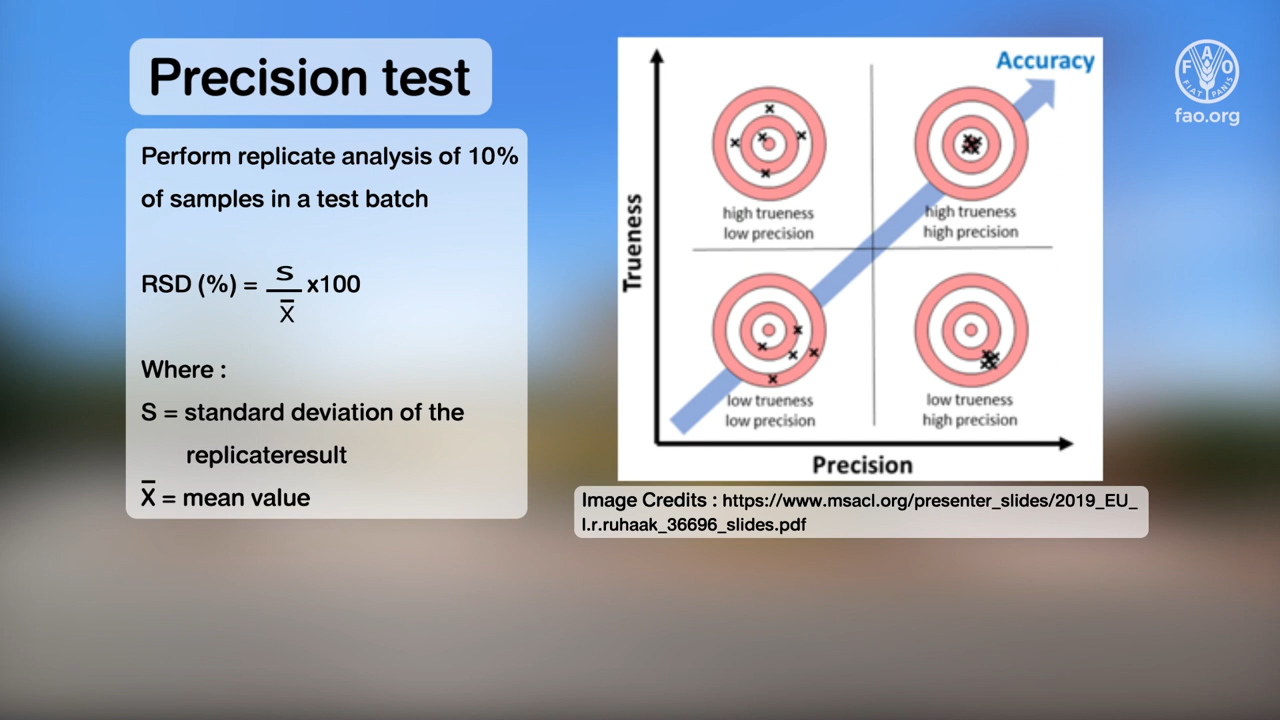 Precision test
Perform replicate analysis of 10%
of samples in a test batch
RSD (%) = S/x̄ x100
Where :
S = standard deviation of the
replicateresult
X̄ = mean value
Accuracy
Trueness
high trueness
low precision
high trueness
high precision
low trueness
low precision
low trueness
high precision
Precision
Image Credits : https://www.msacl.org/presenter_slides/2019_EU_
l.r.ruhaak_36696_slides.pdf
F A O
FIAT PANIS
fao.org